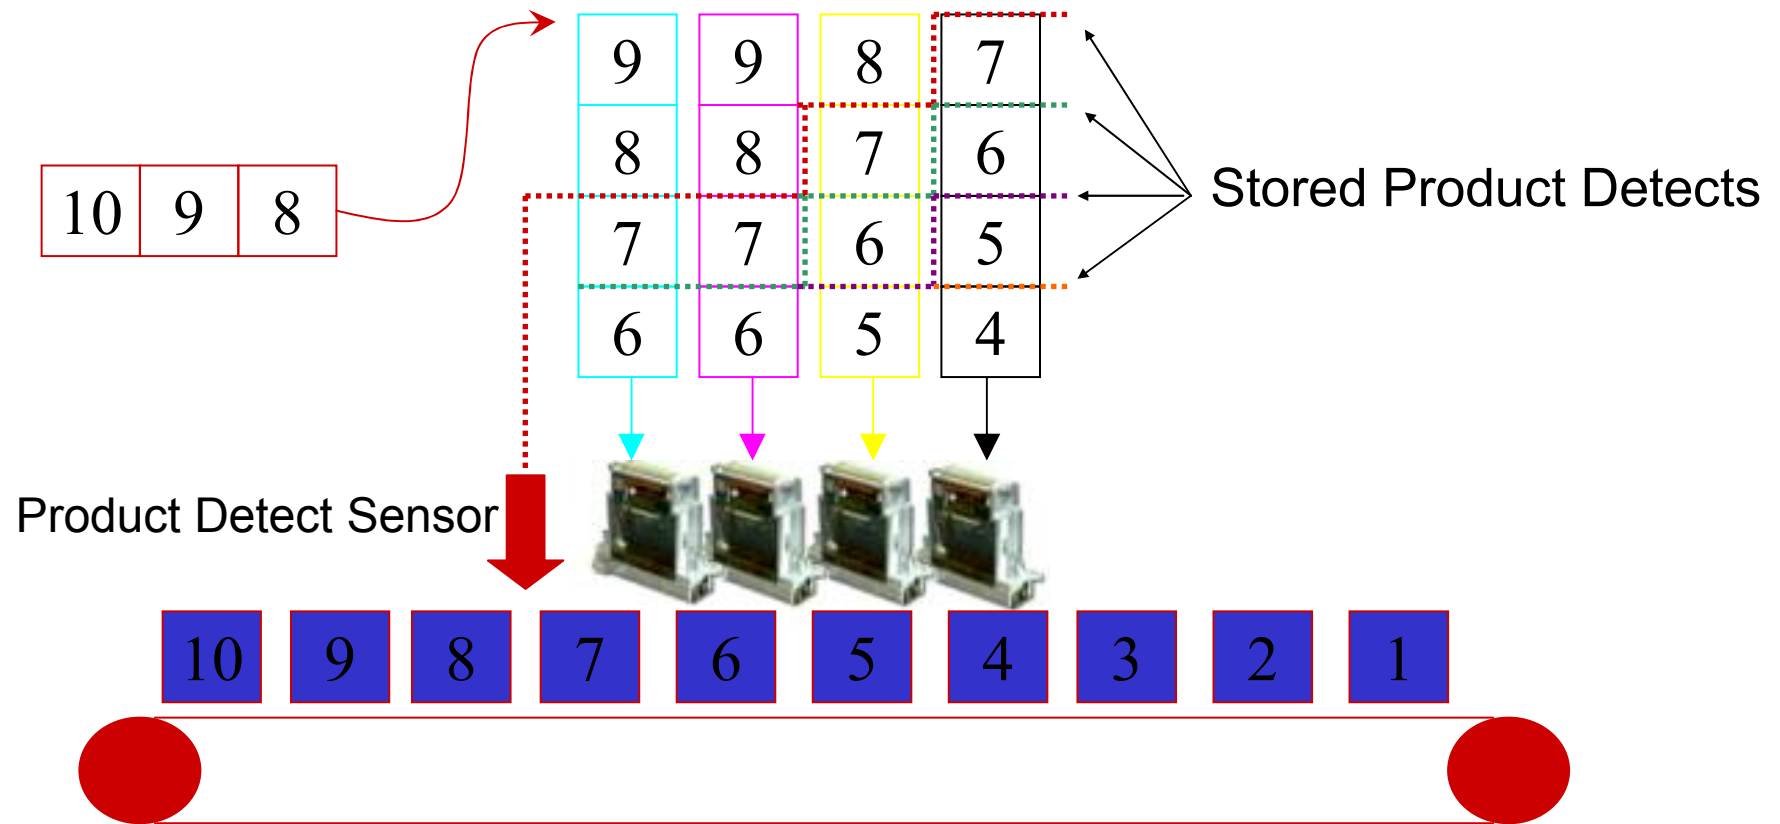 9 9 8 7
8 8 7 6
10 9 8
Stored Product Detects
7 7 6 5
6 6 5 4
Product Detect Sensor
10 9 8 7 6 5 4 3 2 1